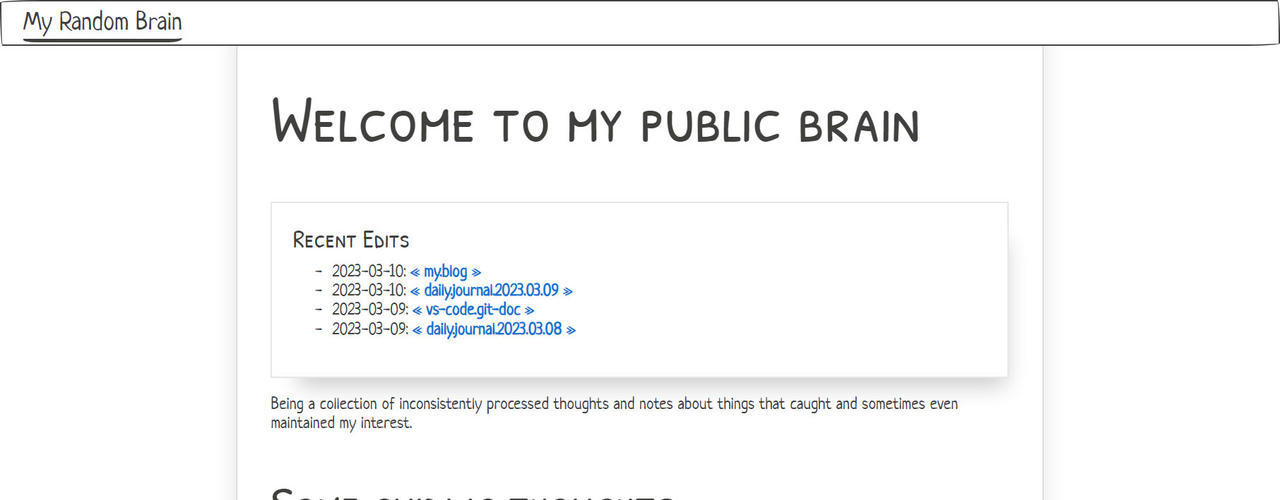 My Random Brain
Welcome to my public brain
Recent Edits
- 2023-03-10: « my.blog »
- 2023-03-10: « daily.journal.2023.03.09 »
- 2023-03-09: « vs-code.git-doc »
- 2023-03-09: « daily.journal.2023.03.08 »
Being a collection of inconsistently processed thoughts and notes about things that caught and sometimes even
maintained my interest.